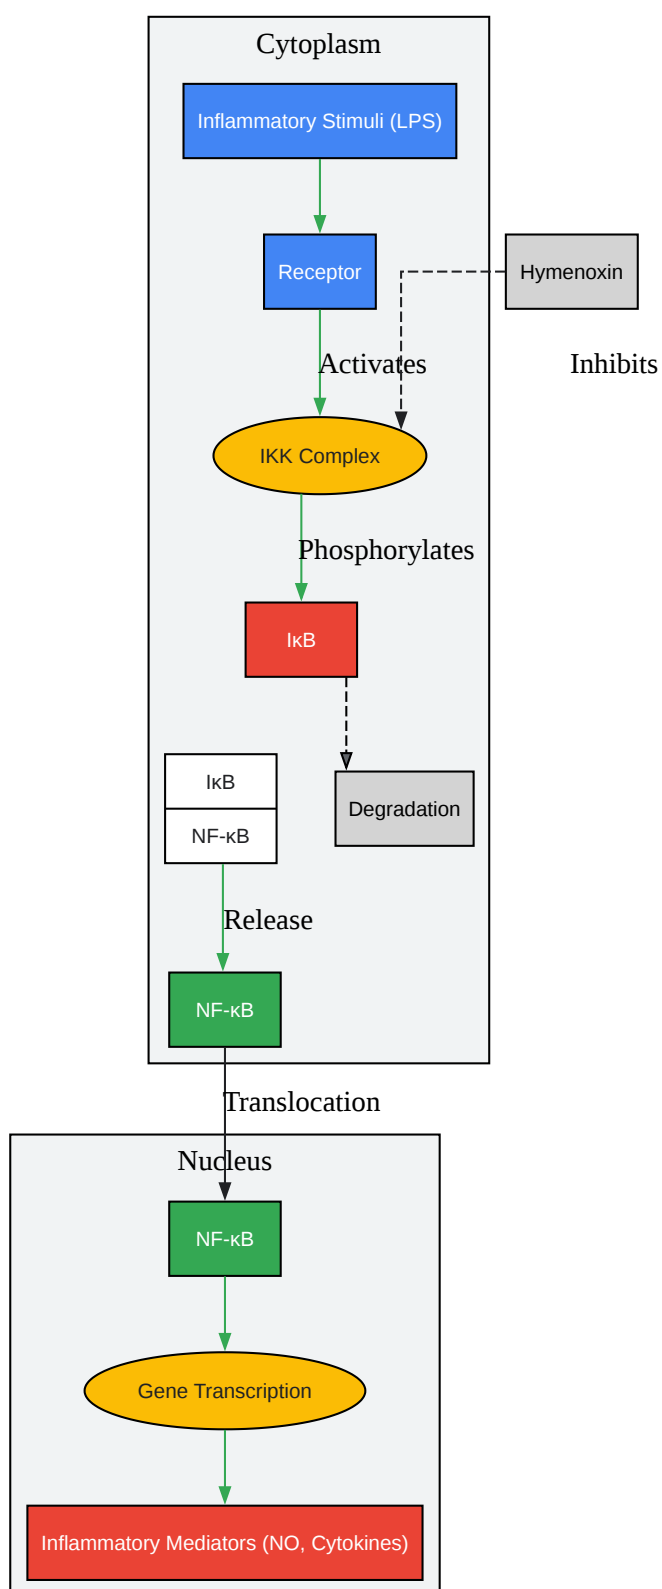 Cytoplasm
Inflammatory Stimuli (LPS)
Receptor
Hymenoxin
Activates
Inhibits
IKK Complex
Phosphorylates
IκB
IκB
Degradation
NF-κB
Release
NF-κB
Translocation
Nucleus
NF-κB
Gene Transcription
Inflammatory Mediators (NO, Cytokines)